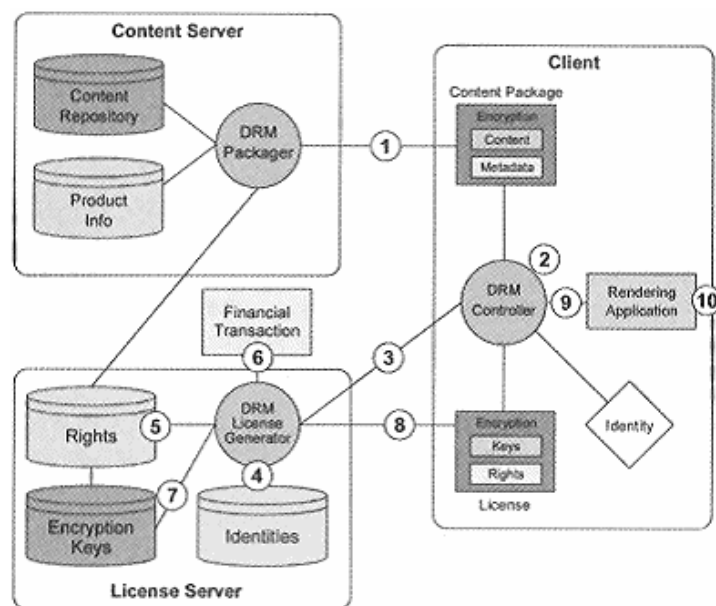 Content Server
Content
Repository
Product
Info
DRM
Packager
1
Client
Content Package
Encryption
Content
Metadata
2
DRM
Controller
9
Rendering
Application
10
Identity
3
Financial
Transaction
6
Rights
5
DRM
License
Generator
8
Encryption
Keys
Rights
License
7
4
Encryption
Keys
Identities
License Server